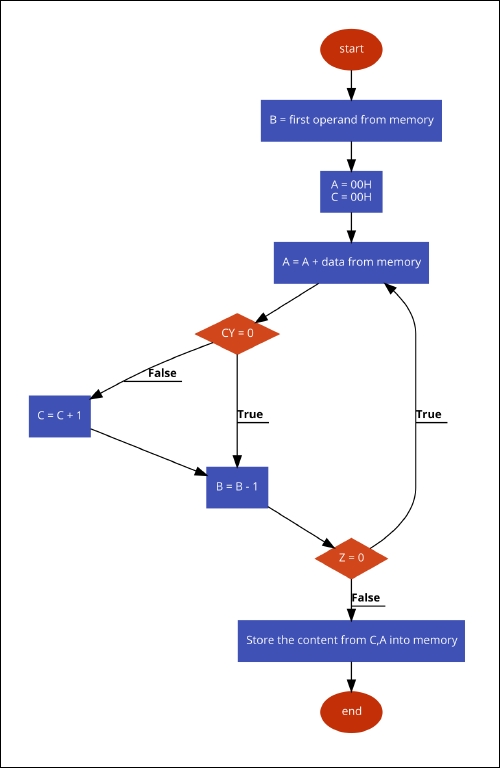 start
B = first operand from memory
A = 00H
C = 00H
A = A + data from memory
CY = 0
False
C = C + 1
True
True
B = B - 1
Z = 0
False
Store the content from C,A into memory
end